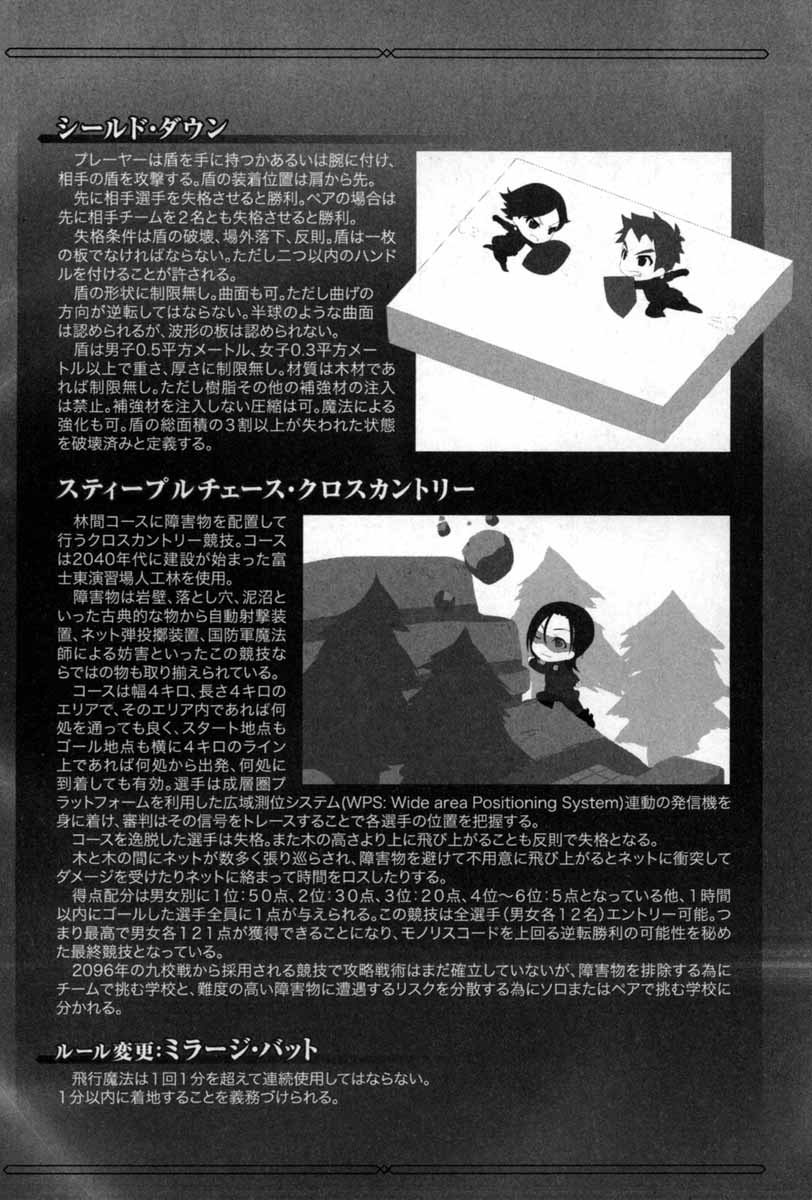 シールド・ダウン
プレーヤーは盾を手に持つかあるいは腕に付け、
相手の盾を攻撃する。盾の装着位置は肩から先。
先に相手選手を失格させると勝利。ペアの場合は
先に相手チームを2名とも失格させると勝利。
失格条件は盾の破壊、場外落下、反則。盾は一枚
の板でなければならない。ただし二つ以内のハンド
ルを付けることが許される。
盾の形状に制限無し。曲面も可。ただし曲げの
方向が逆転してはならない。半球のような曲面
は認められるが、波形の板は認められない。
盾は男子0.5平方メートル、女子0.3平方メー
トル以上で重さ、厚さに制限無し。材質は木材であ
れば制限無し。ただし樹脂その他の補強材の注入
は禁止。補強材を注入しない圧縮は可。魔法による
強化も可。盾の総面積の3割以上が失われた状態
を破壊済みと定義する。
スティープルチェース・クロスカントリー
林間コースに障害物を配置して
行うクロスカントリー競技。コース
は2040年代に建設が始まった富
士東演習場人工林を使用。
障害物は岩壁、落とし穴、泥沼と
いった古典的な物から自動射撃装
置、ネット弾投擲装置、国防軍魔法
師による妨害といったこの競技な
らではの物も取り揃えられている。
コースは幅4キロ、長さ4キロの
エリアで、そのエリア内であれば何
処を通っても良く、スタート地点も
ゴール地点も横に4キロのライン
上であれば何処から出発、何処に
到着しても有効。選手は成層圏プ
ラットフォームを利用した広域測位システム(WPS: Wide area Positioning System)連動の発信機を
身に着け、審判はその信号をトレースすることで各選手の位置を把握する。
コースを逸脱した選手は失格。また木の高さより上に飛び上がることも反則で失格となる。
木と木の間にネットが数多く張り巡らされ、障害物を避けて不用意に飛び上がるとネットに衝突して
ダメージを受けたりネットに絡まって時間をロスしたりする。
得点配分は男女別に1位:50点、2位:30点、3位:20点、4位〜6位:5点となっている他、1時間
以内にゴールした選手全員に1点が与えられる。この競技は全選手(男女各12名)エントリー可能。つ
まり最高で男女各121点が獲得できることになり、モノリスコードを上回る逆転勝利の可能性を秘め
た最終競技となっている。
2096年の九校戦から採用される競技で攻略戦術はまだ確立していないが、障害物を排除する為に
チームで挑む学校と、難度の高い障害物に遭遇するリスクを分散する為にソロまたはペアで挑む学校に
分かれる。
ルール変更:ミラージ・バット
飛行魔法は1回1分を超えて連続使用してはならない。
1分以内に着地することを義務づけられる。